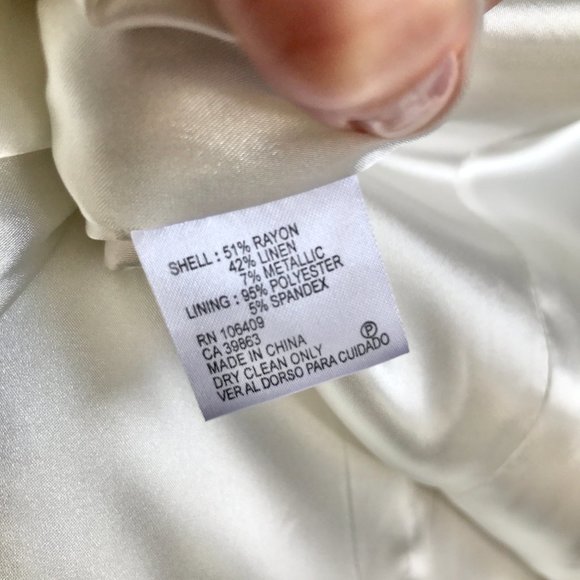 SHELL : 51% RAYON
42% LINEN
7% METALLIC
LINING : 95% POLYESTER
5% SPANDEX
RN 106409
CA 39863
MADE IN CHINA
DRY CLEAN ONLY Ⓟ
VER AL DORSO PARA CUIDADO